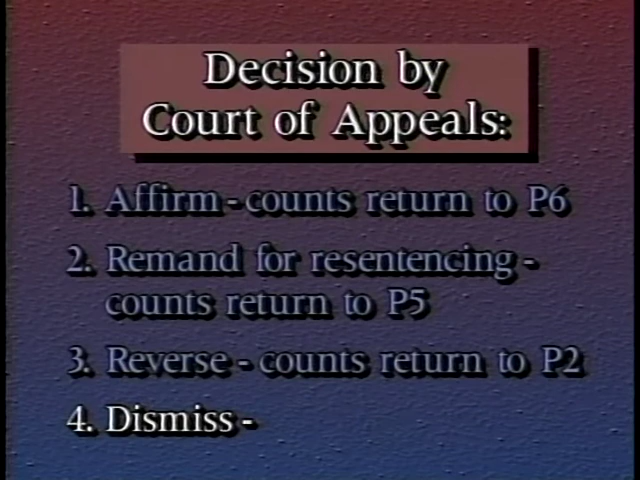 Decision by
Court of Appeals:
1. Affirm - counts return to P6
2. Remand for resentencing -
counts return to P5
3. Reverse - counts return to P2
4. Dismiss -